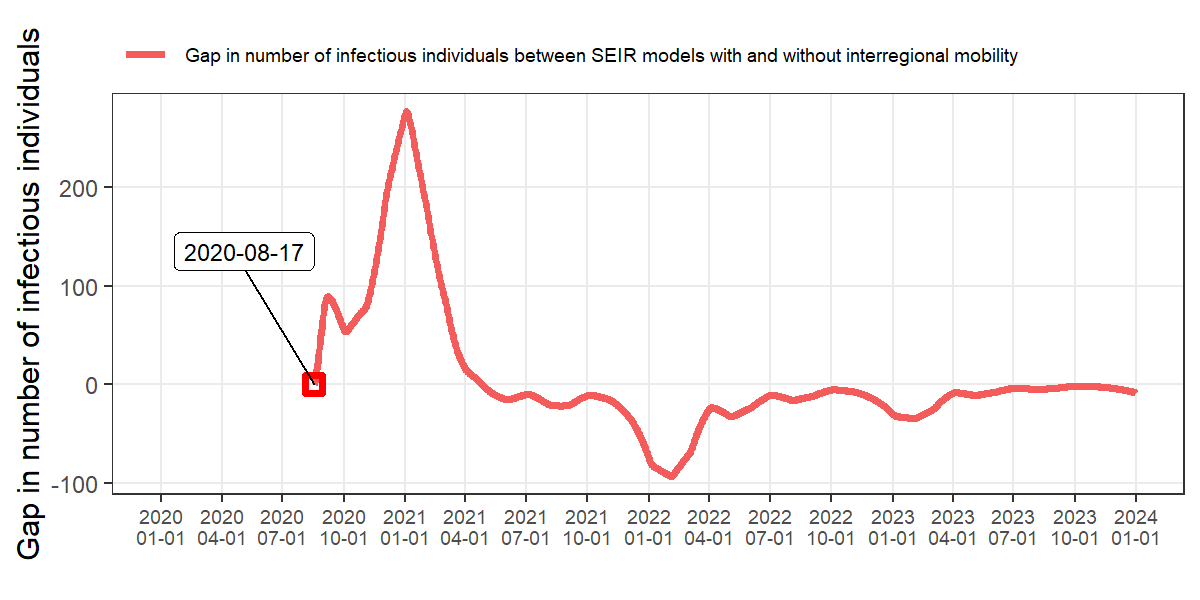 Gap in number of infectious individuals between SEIR models with and without interregional mobility
Gap in number of infectious individuals
200
100
0
-100
2020-08-17
2020 2020 2020 2020 2021 2021 2021 2021 2022 2022 2022 2022 2023 2023 2023 2023 2024
01-01 04-01 07-01 10-01 01-01 04-01 07-01 10-01 01-01 04-01 07-01 10-01 01-01 04-01 07-01 10-01 01-01